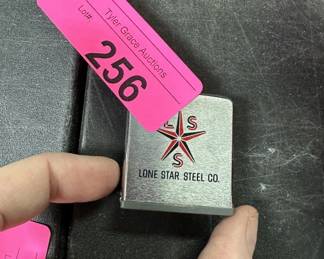 Lot#
Tyler Grace Auctions
256
L S
S
LONE STAR STEEL CO.